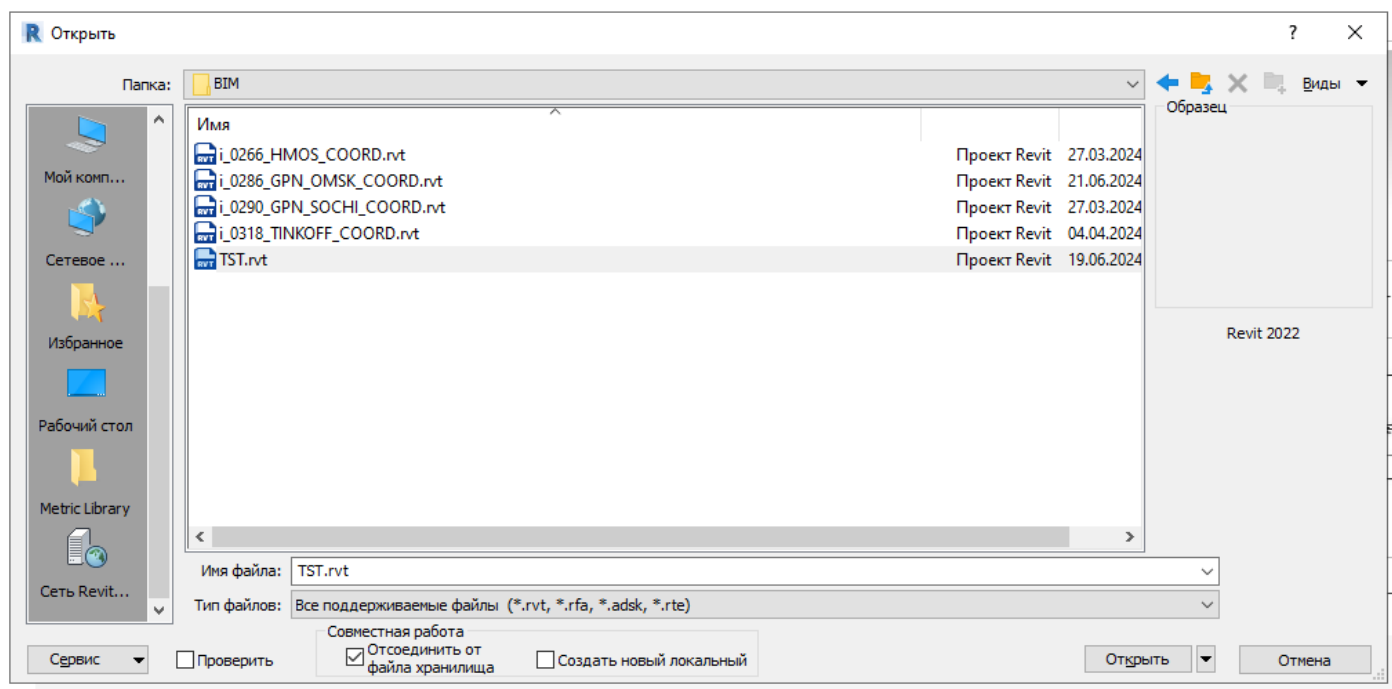 Открыть
Папка:
BIM
Виды
Образец
Имя
i_0266_HMOS_COORD.rvt Проект Revit 27.03.2024
i_0286_GPN_OMSK_COORD.rvt Проект Revit 21.06.2024
i_0290_GPN_SOCHI_COORD.rvt Проект Revit 27.03.2024
i_0318_TINKOFF_COORD.rvt Проект Revit 04.04.2024
TST.rvt Проект Revit 19.06.2024
Мой комп...
Сетевое ...
Избранное
Рабочий стол
Metric Library
Сеть Revit...
Revit 2022
Имя файла: TST.rvt
Тип файлов: Все поддерживаемые файлы (*.rvt, *.rfa, *.adsk, *.rte)
Совместная работа
Сервис
Проверить
Отсоединить от
файла хранилища
Создать новый локальный
Открыть
Отмена